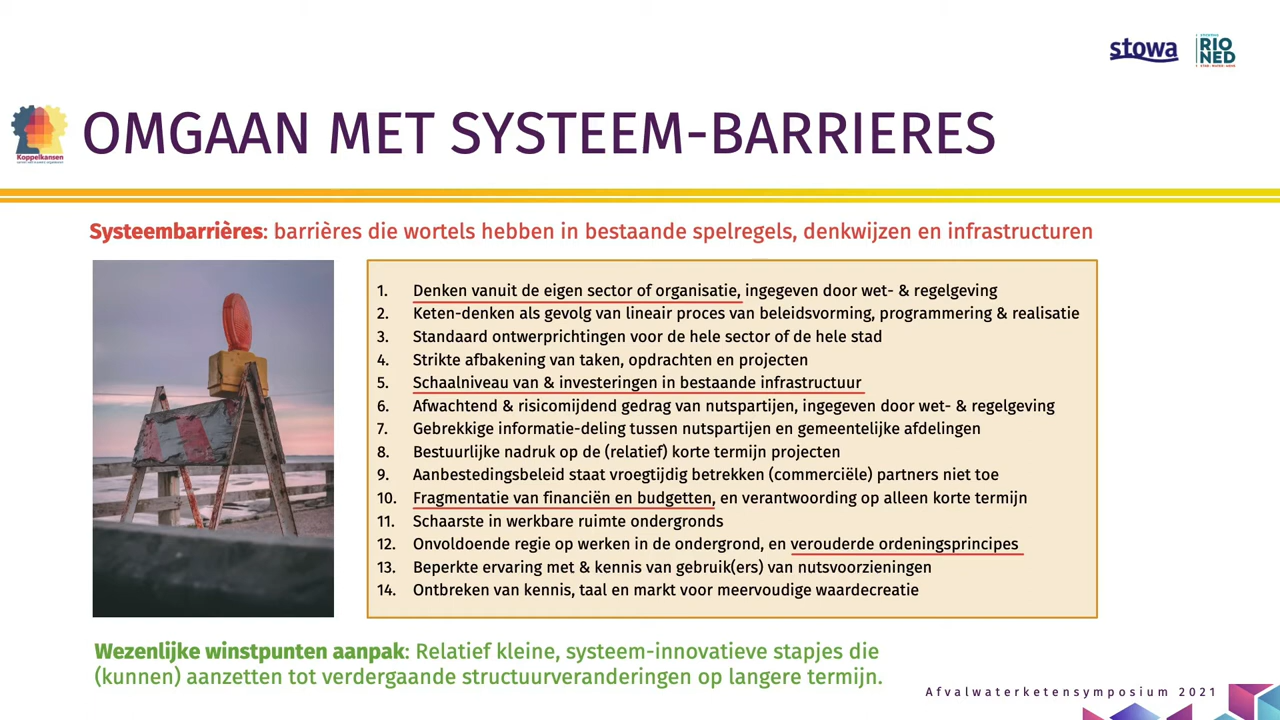 stowa
RIO
NED
Koppelkansen
OMGAAN MET SYSTEEM-BARRIERES
Systeembarrières: barrières die wortels hebben in bestaande spelregels, denkwijzen en infrastructuren
1. Denken vanuit de eigen sector of organisatie, ingegeven door wet- & regelgeving
2. Keten-denken als gevolg van lineair proces van beleidsvorming, programmering & realisatie
3. Standaard ontwerprichtingen voor de hele sector of de hele stad
4. Strikte afbakening van taken, opdrachten en projecten
5. Schaalniveau van & investeringen in bestaande infrastructuur
6. Afwachtend & risicomijdend gedrag van nutspartijen, ingegeven door wet- & regelgeving
7. Gebrekkige informatie-deling tussen nutspartijen en gemeentelijke afdelingen
8. Bestuurlijke nadruk op de (relatief) korte termijn projecten
9. Aanbestedingsbeleid staat vroegtijdig betrekken (commerciële) partners niet toe
10. Fragmentatie van financiën en budgetten, en verantwoording op alleen korte termijn
11. Schaarste in werkbare ruimte ondergronds
12. Onvoldoende regie op werken in de ondergrond, en verouderde ordeningsprincipes
13. Beperkte ervaring met & kennis van gebruik(ers) van nutsvoorzieningen
14. Ontbreken van kennis, taal en markt voor meervoudige waardecreatie
Wezenlijke winstpunten aanpak: Relatief kleine, systeem-innovatieve stapjes die
(kunnen) aanzetten tot verdergaande structuurveranderingen op langere termijn.
Afvalwaterketensymposium 2021